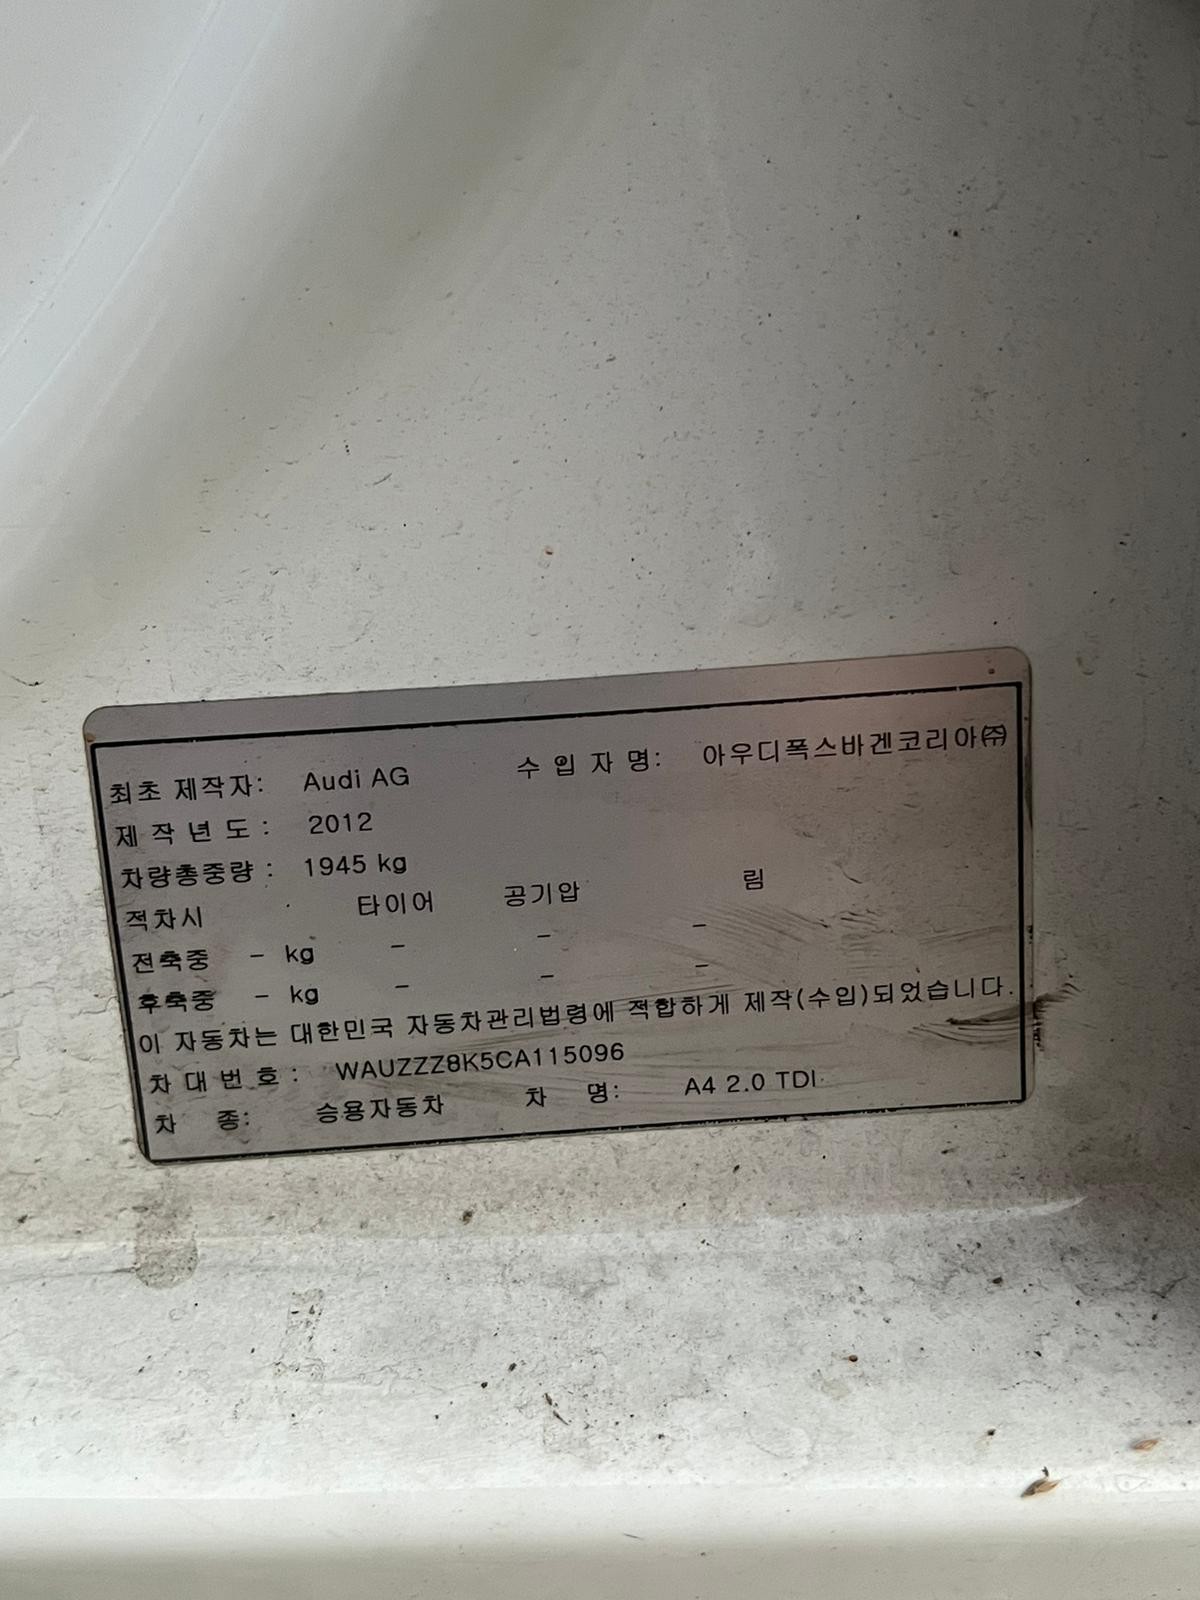 최초 제작자: Audi AG 수 입 자 명: 아우디폭스바겐코리아㈜
제 작 년 도 : 2012
차량총중량 : 1945 kg
적차시 타이어 공기압 림
전축중 - kg - - -
후축중 - kg - - -
이 자동차는 대한민국 자동차관리법령에 적합하게 제작(수입)되었습니다.
차 대 번 호 : WAUZZZ8K5CA115096
차 종: 승용자동차 차 명: A4 2.0 TDI